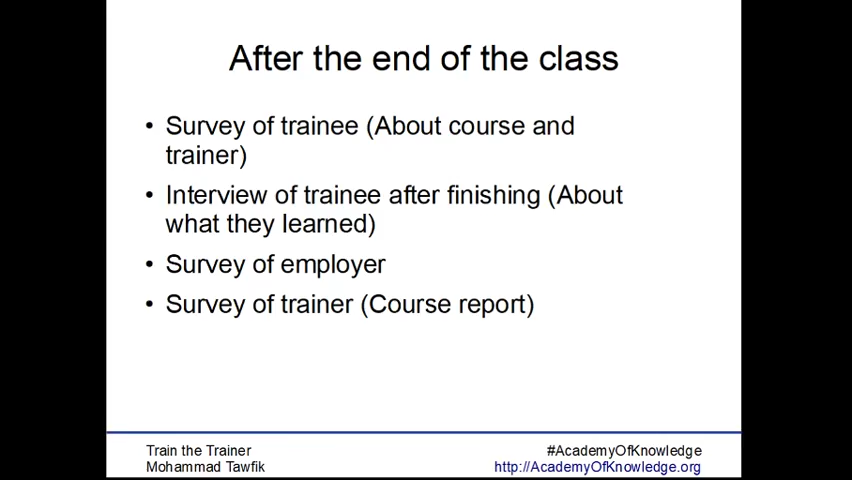 After the end of the class
• Survey of trainee (About course and
trainer)
• Interview of trainee after finishing (About
what they learned)
• Survey of employer
• Survey of trainer (Course report)
Train the Trainer
Mohammad Tawfik
#AcademyOfKnowledge
http://AcademyOfKnowledge.org